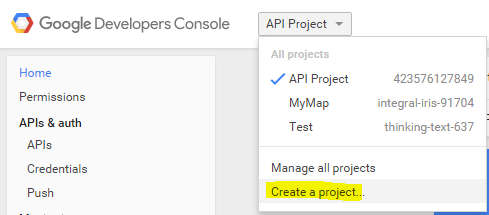 Google Developers Console
API Project
All projects
API Project 423576127849
MyMap integral-iris-91704
Test thinking-text-637
Manage all projects
Create a project...
Home
Permissions
APIs & auth
APIs
Credentials
Push